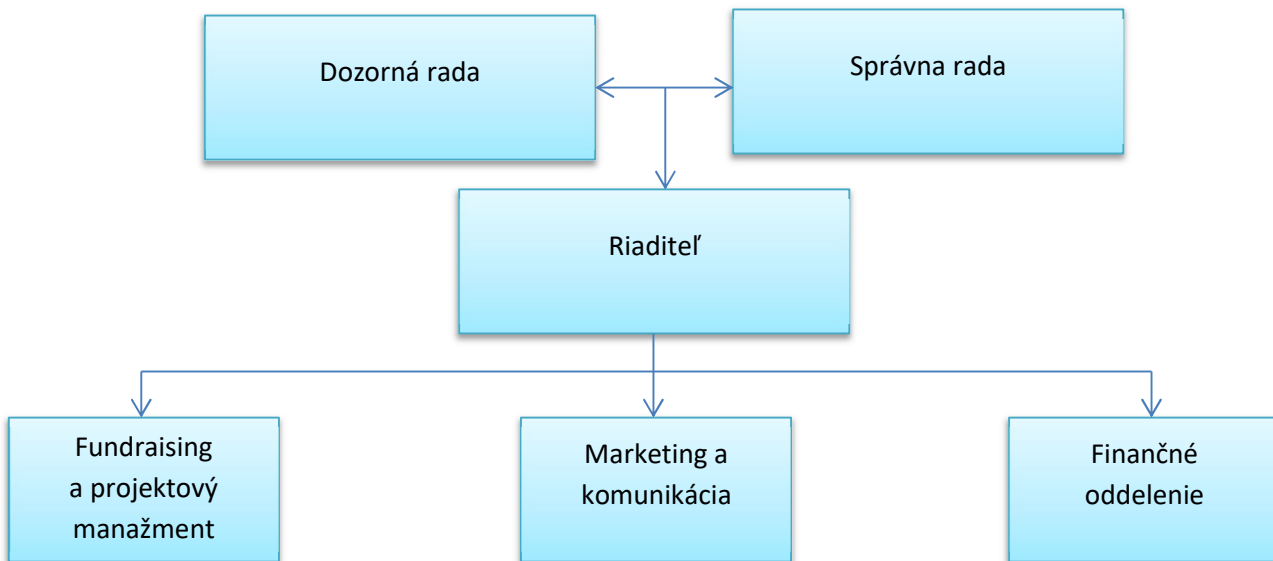 Dozorná rada
Správna rada
Riaditeľ
Fundraising
a projektový
manažment
Marketing a
komunikácia
Finančné
oddelenie